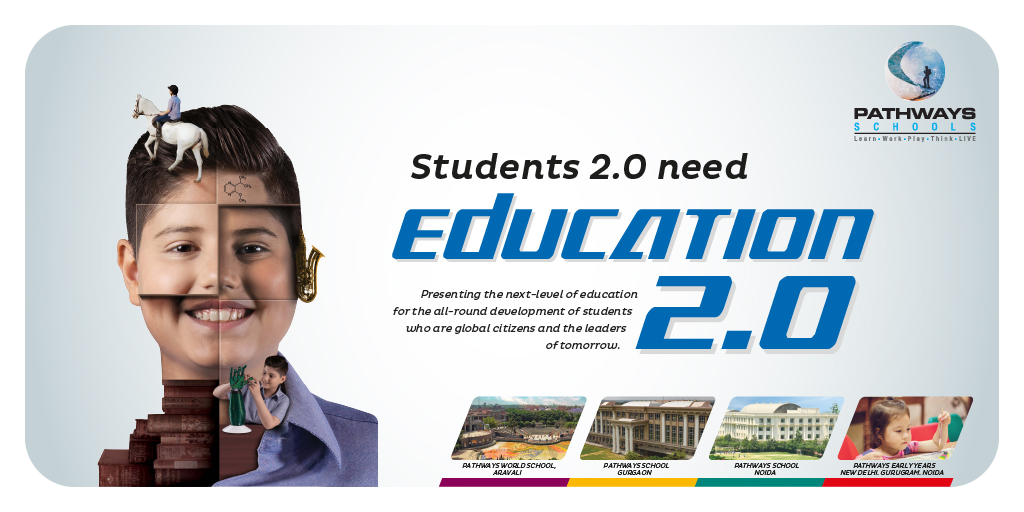 PATHWAYS
SCHOOLS
Learn•Work•Play•Think•LIVE
Students 2.0 need
EdUCATION
2.0
Presenting the next-level of education
for the all-round development of students
who are global citizens and the leaders
of tomorrow.
PATHWAYS WORLD SCHOOL,
ARAVALI
PATHWAYS SCHOOL
GURGAON
PATHWAYS SCHOOL
NOIDA
PATHWAYS EARLY YEARS
NEW DELHI, GURUGRAM, NOIDA